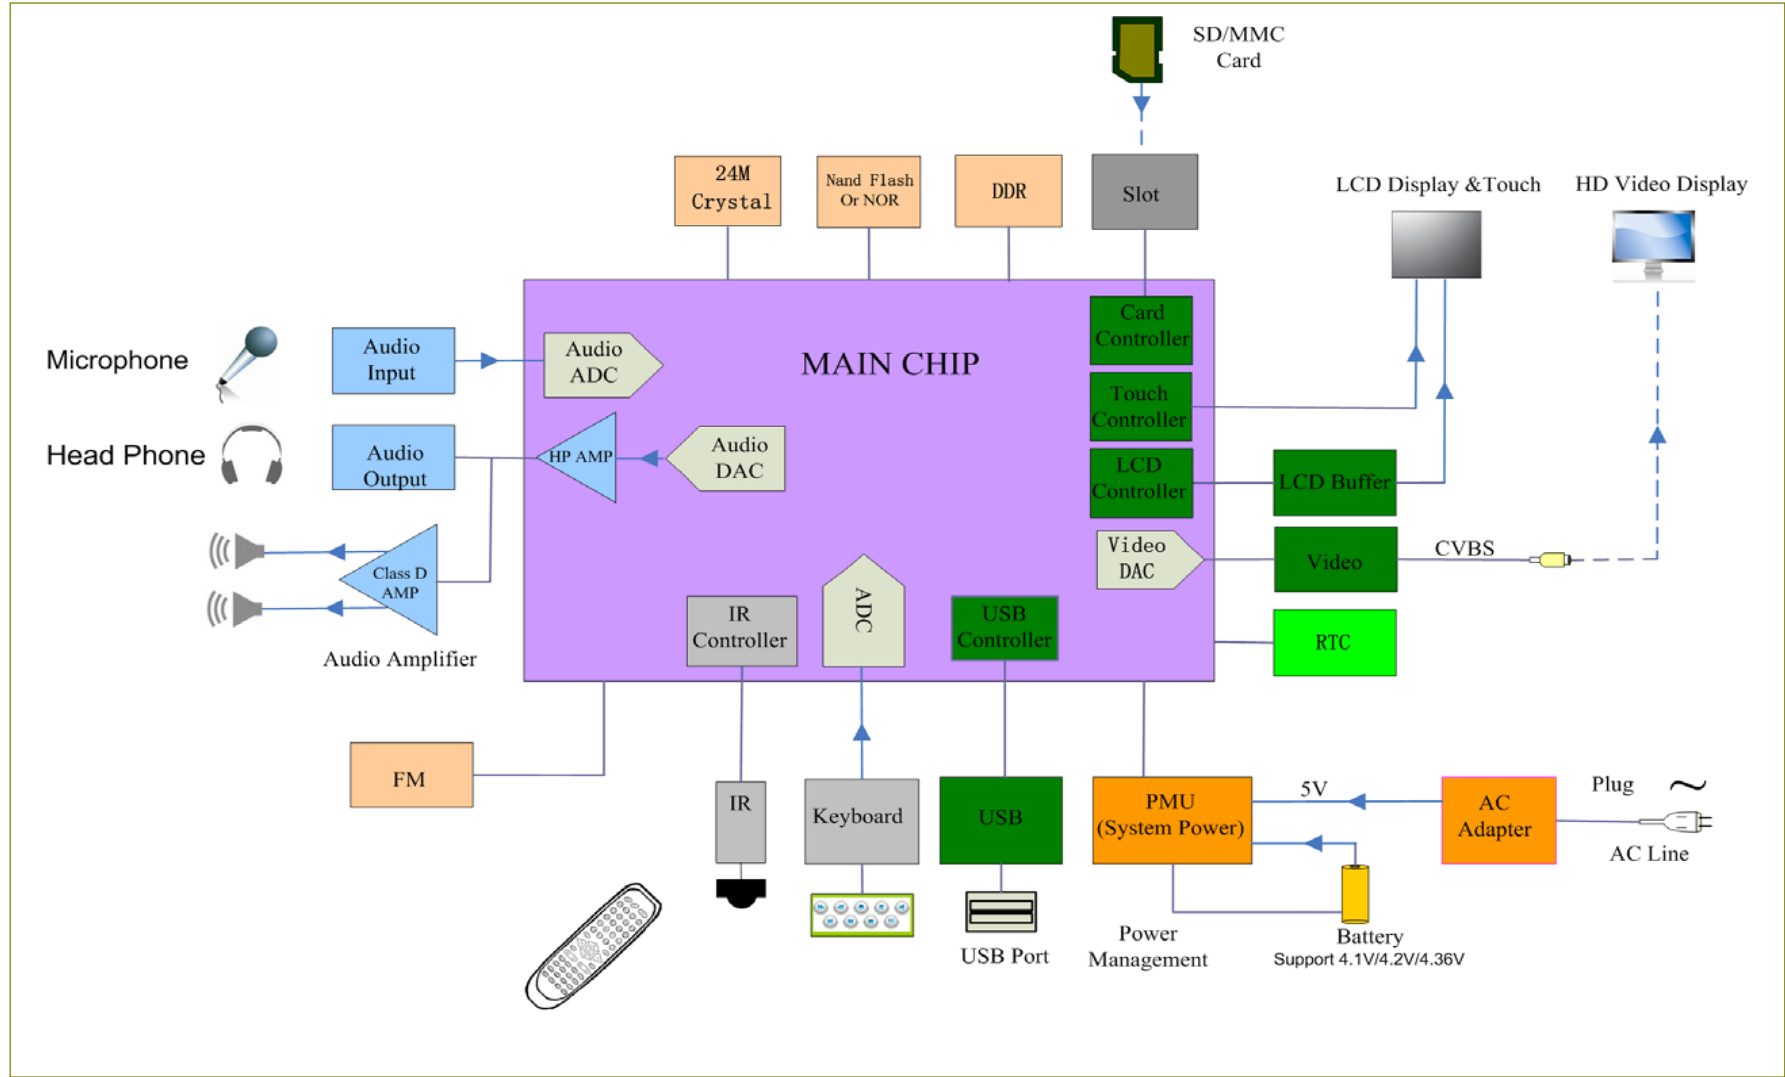 SD/MMC
Card
24M
Crystal
Nand Flash
Or NOR
DDR
Slot
LCD Display &Touch
HD Video Display
Microphone
Audio
Input
Audio
ADC
MAIN CHIP
Card
Controller
Touch
Controller
Head Phone
Audio
Output
HP AMP
Audio
DAC
LCD
Controller
LCD Buffer
Video
DAC
Video
CVBS
Class D
AMP
Audio Amplifier
IR
Controller
ADC
USB
Controller
RTC
FM
IR
Keyboard
USB
PMU
(System Power)
5V
AC
Adapter
Plug
~
AC Line
USB Port
Power
Management
Battery
Support 4.1V/4.2V/4.36V